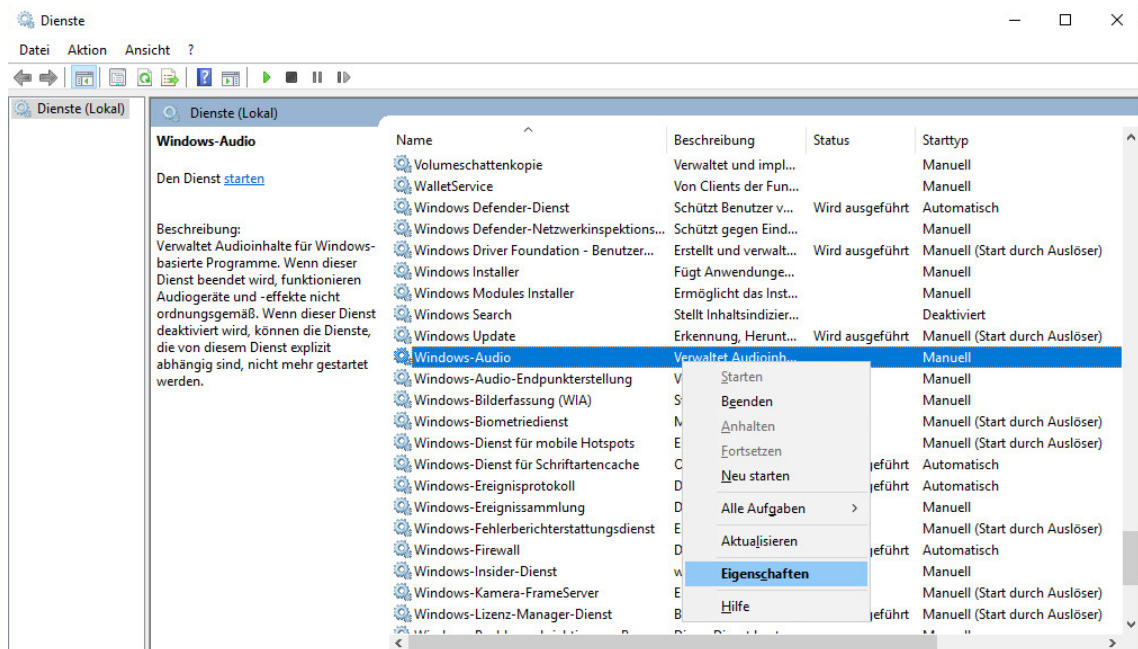 Dienste
Datei Aktion Ansicht ?
Dienste (Lokal)
Dienste (Lokal)
Windows-Audio
Den Dienst starten
Beschreibung:
Verwaltet Audioinhalte für Windows-
basierte Programme. Wenn dieser
Dienst beendet wird, funktionieren
Audiogeräte und -effekte nicht
ordnungsgemäß. Wenn dieser Dienst
deaktiviert wird, können die Dienste,
die von diesem Dienst explizit
abhängig sind, nicht mehr gestartet
werden.
Name Beschreibung Status Starttyp
Volumeschattenkopie Verwaltet und impl... Manuell
WalletService Von Clients der Fun... Manuell
Windows Defender-Dienst Schützt Benutzer v... Wird ausgeführt Automatisch
Windows Defender-Netzwerkinspektions... Schützt gegen Eind... Manuell
Windows Driver Foundation - Benutzer... Erstellt und verwalt... Wird ausgeführt Manuell (Start durch Auslöser)
Windows Installer Fügt Anwendunge... Manuell
Windows Modules Installer Ermöglicht das Inst... Manuell
Windows Search Stellt Inhaltsindizier... Deaktiviert
Windows Update Erkennung, Herunt... Wird ausgeführt Manuell (Start durch Auslöser)
Windows-Audio Verwaltet Audioinh... Manuell
Windows-Audio-Endpunkterstellung V Manuell
Windows-Bilderfassung (WIA) S Manuell
Windows-Biometriedienst M Manuell (Start durch Auslöser)
Windows-Dienst für mobile Hotspots E Manuell (Start durch Auslöser)
Windows-Dienst für Schriftartencache O geführt Automatisch
Windows-Ereignisprotokoll D geführt Automatisch
Windows-Ereignissammlung D Manuell
Windows-Fehlerberichterstattungsdienst E Manuell (Start durch Auslöser)
Windows-Firewall D geführt Automatisch
Windows-Insider-Dienst w Manuell
Windows-Kamera-FrameServer E Manuell (Start durch Auslöser)
Windows-Lizenz-Manager-Dienst B geführt Manuell (Start durch Auslöser)
Starten
Beenden
Anhalten
Fortsetzen
Neu starten
Alle Aufgaben
Aktualisieren
Eigenschaften
Hilfe